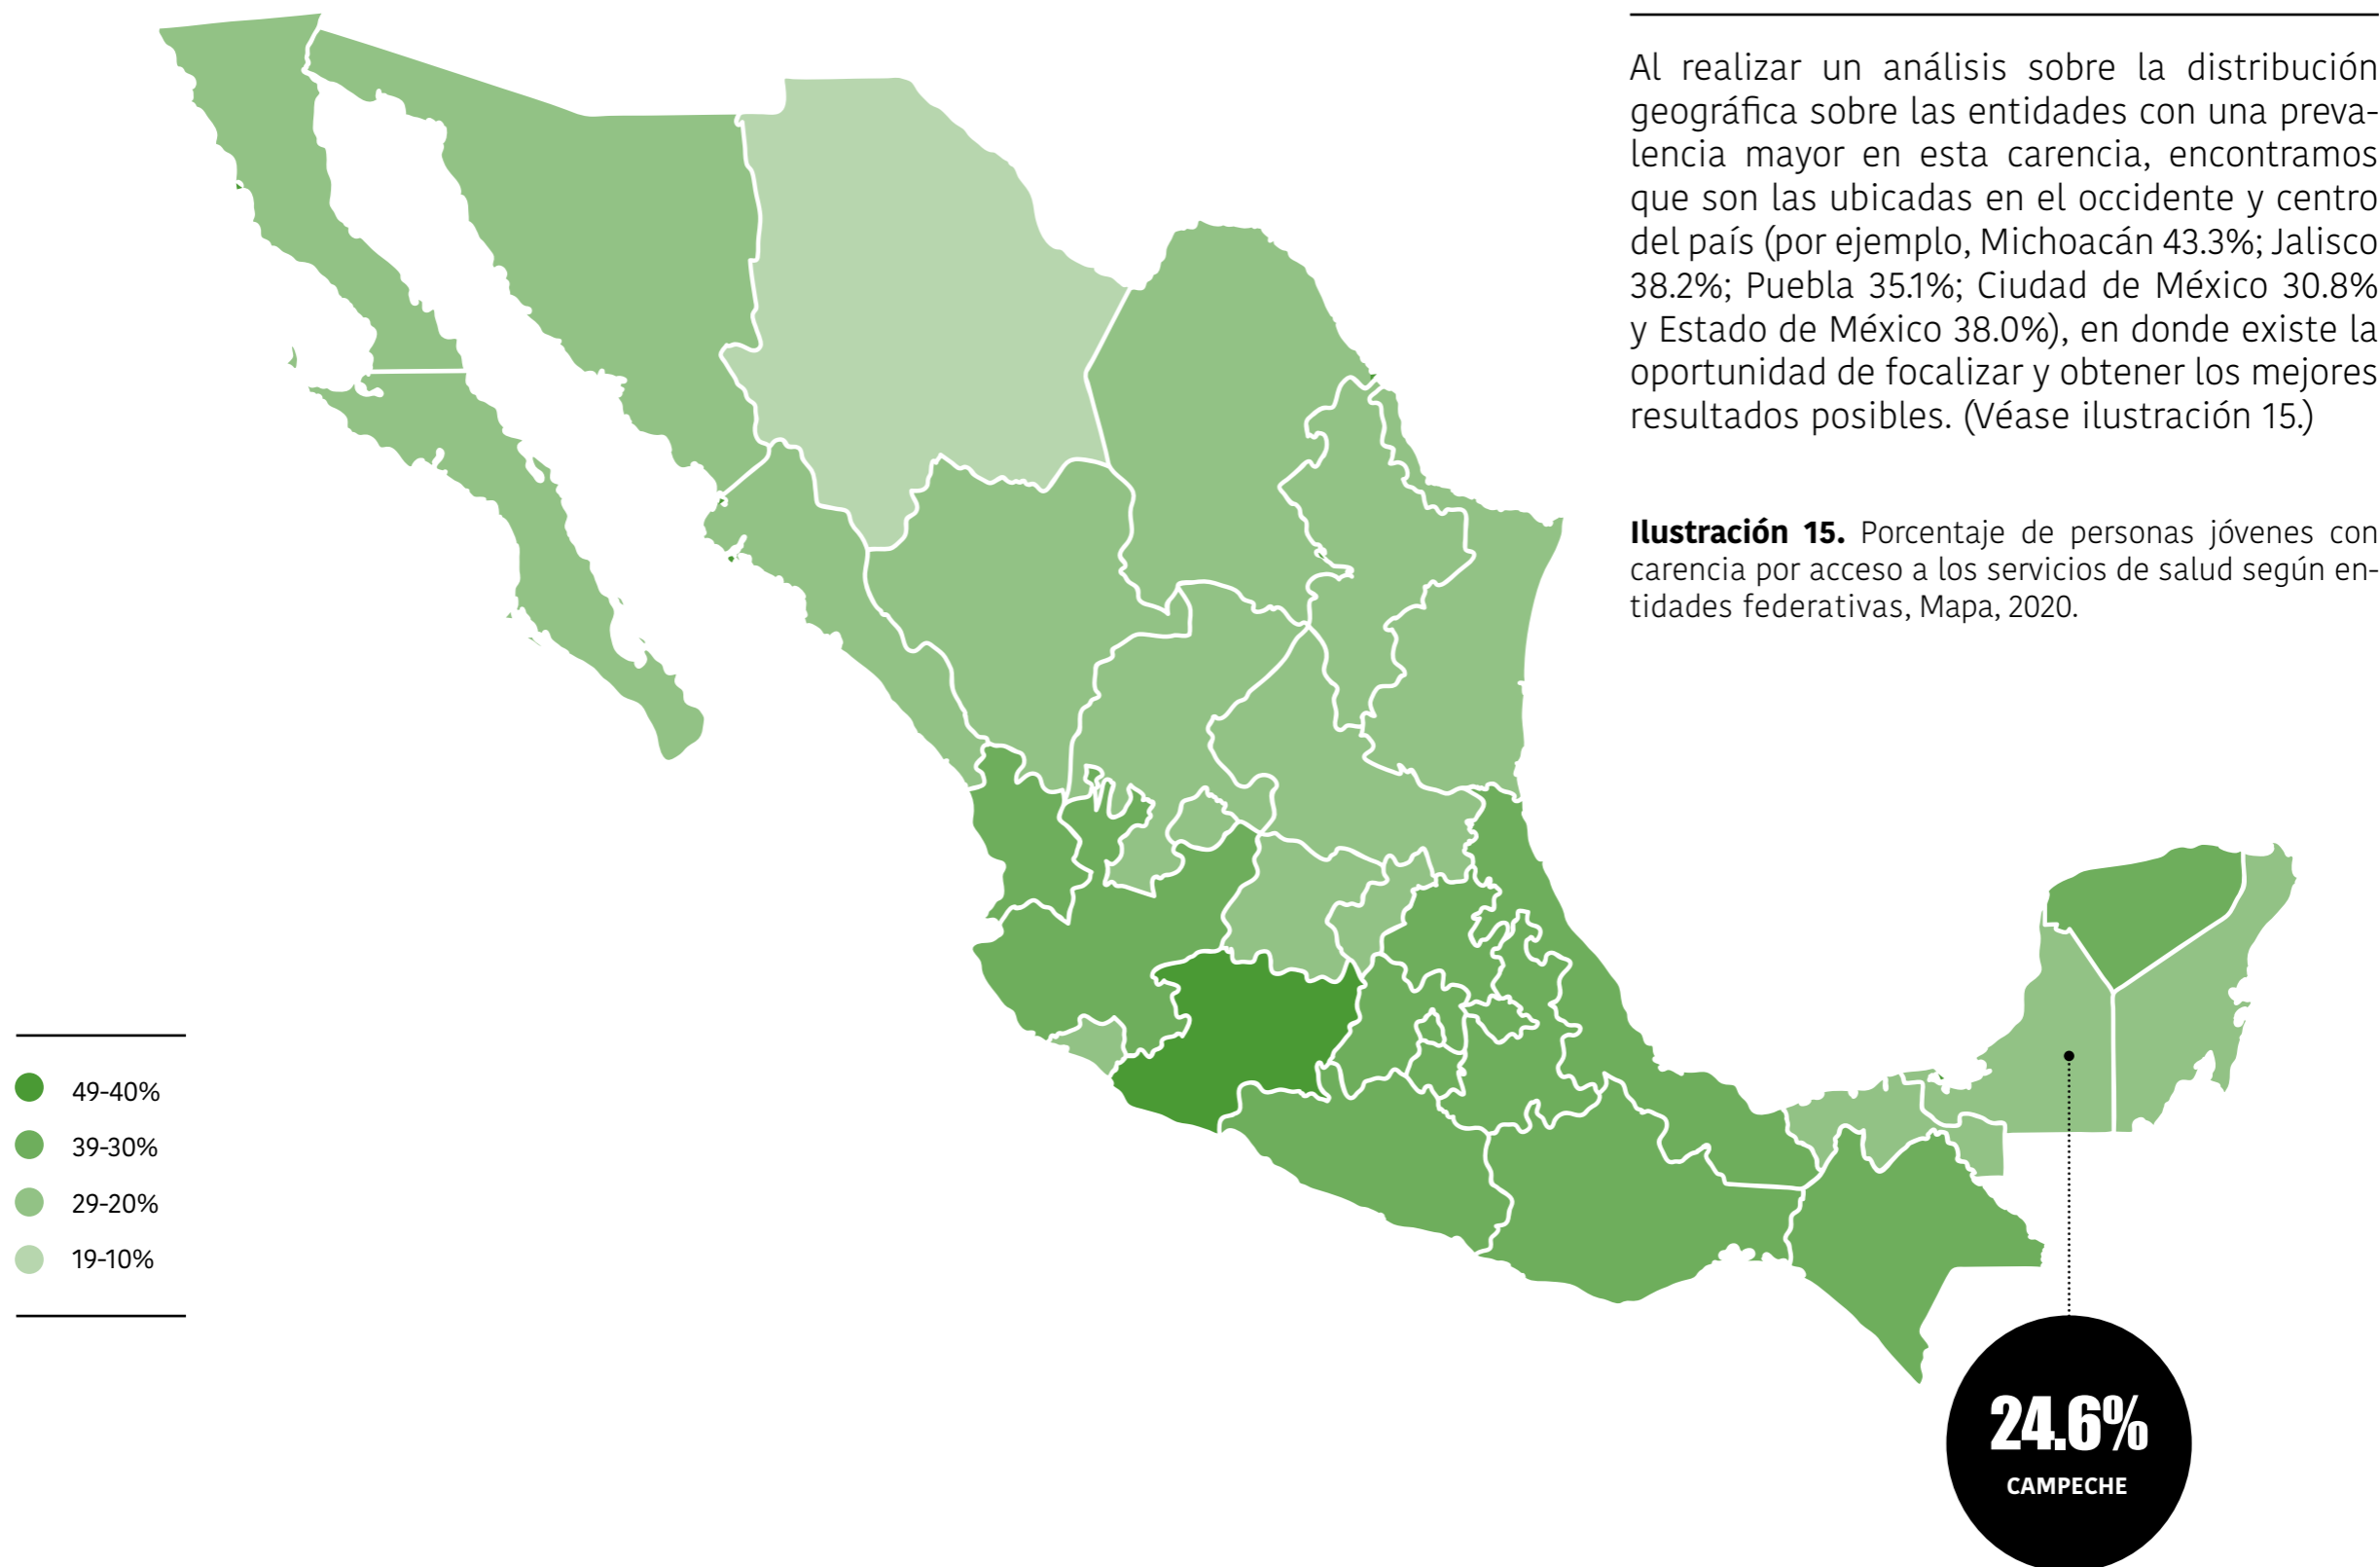 Al realizar un análisis sobre la distribución
geográfica sobre las entidades con una preva-
lencia mayor en esta carencia, encontramos
que son las ubicadas en el occidente y centro
del país (por ejemplo, Michoacán 43.3%; Jalisco
38.2%; Puebla 35.1%; Ciudad de México 30.8%
y Estado de México 38.0%), en donde existe la
oportunidad de focalizar y obtener los mejores
resultados posibles. (Véase ilustración 15.)
Ilustración 15. Porcentaje de personas jóvenes con
carencia por acceso a los servicios de salud según en-
tidades federativas, Mapa, 2020.
49-40%
39-30%
29-20%
19-10%
24.6%
CAMPECHE